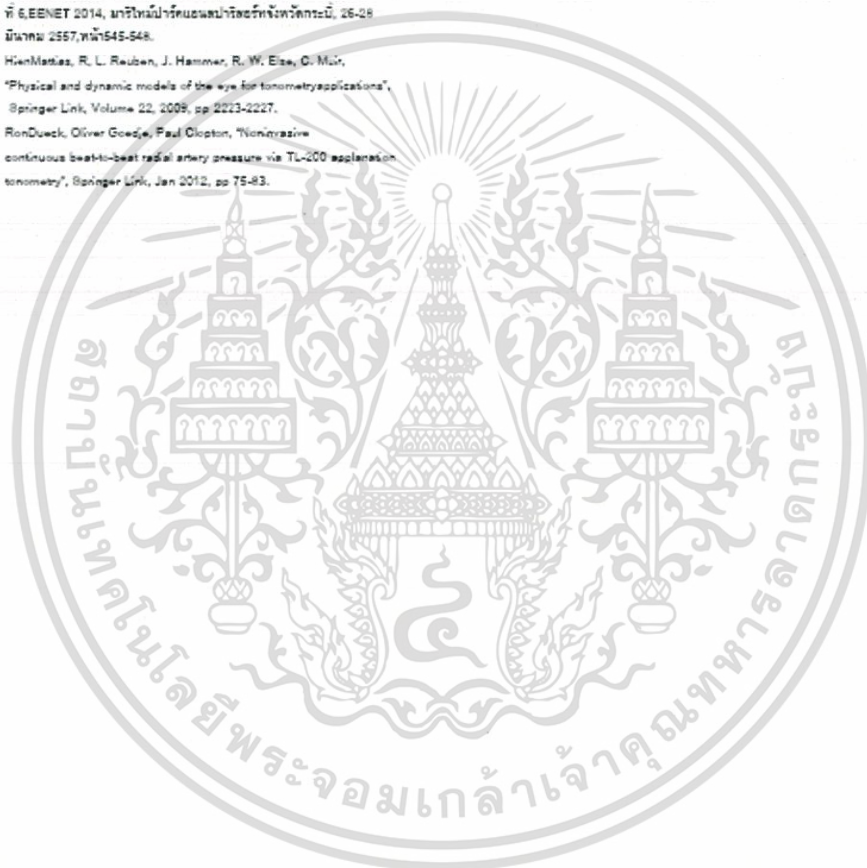 ที่ 6,EENET 2014, มาริไทม์ปาร์คแอนสปารีสอร์ทจังหวัดกระบี่, 26-28
มีนาคม 2557,หน้า545-548.
HienMattias, R, L. Reuben, J. Hammer, R. W. Else, C. Muir,
"Physical and dynamic models of the eye for tonometryapplications",
Springer Link, Volume 22, 2009, pp 2223-2227.
RonDueck, Oliver Goedje, Paul Clopton, "Noninvasive
continuous beat-to-beat radial artery pressure via TL-200 applanation
tonometry", Springer Link, Jan 2012, pp 75-83.
สถาบันเทคโนโลยีพระจอมเกล้าเจ้าคุณทหารลาดกระบัง